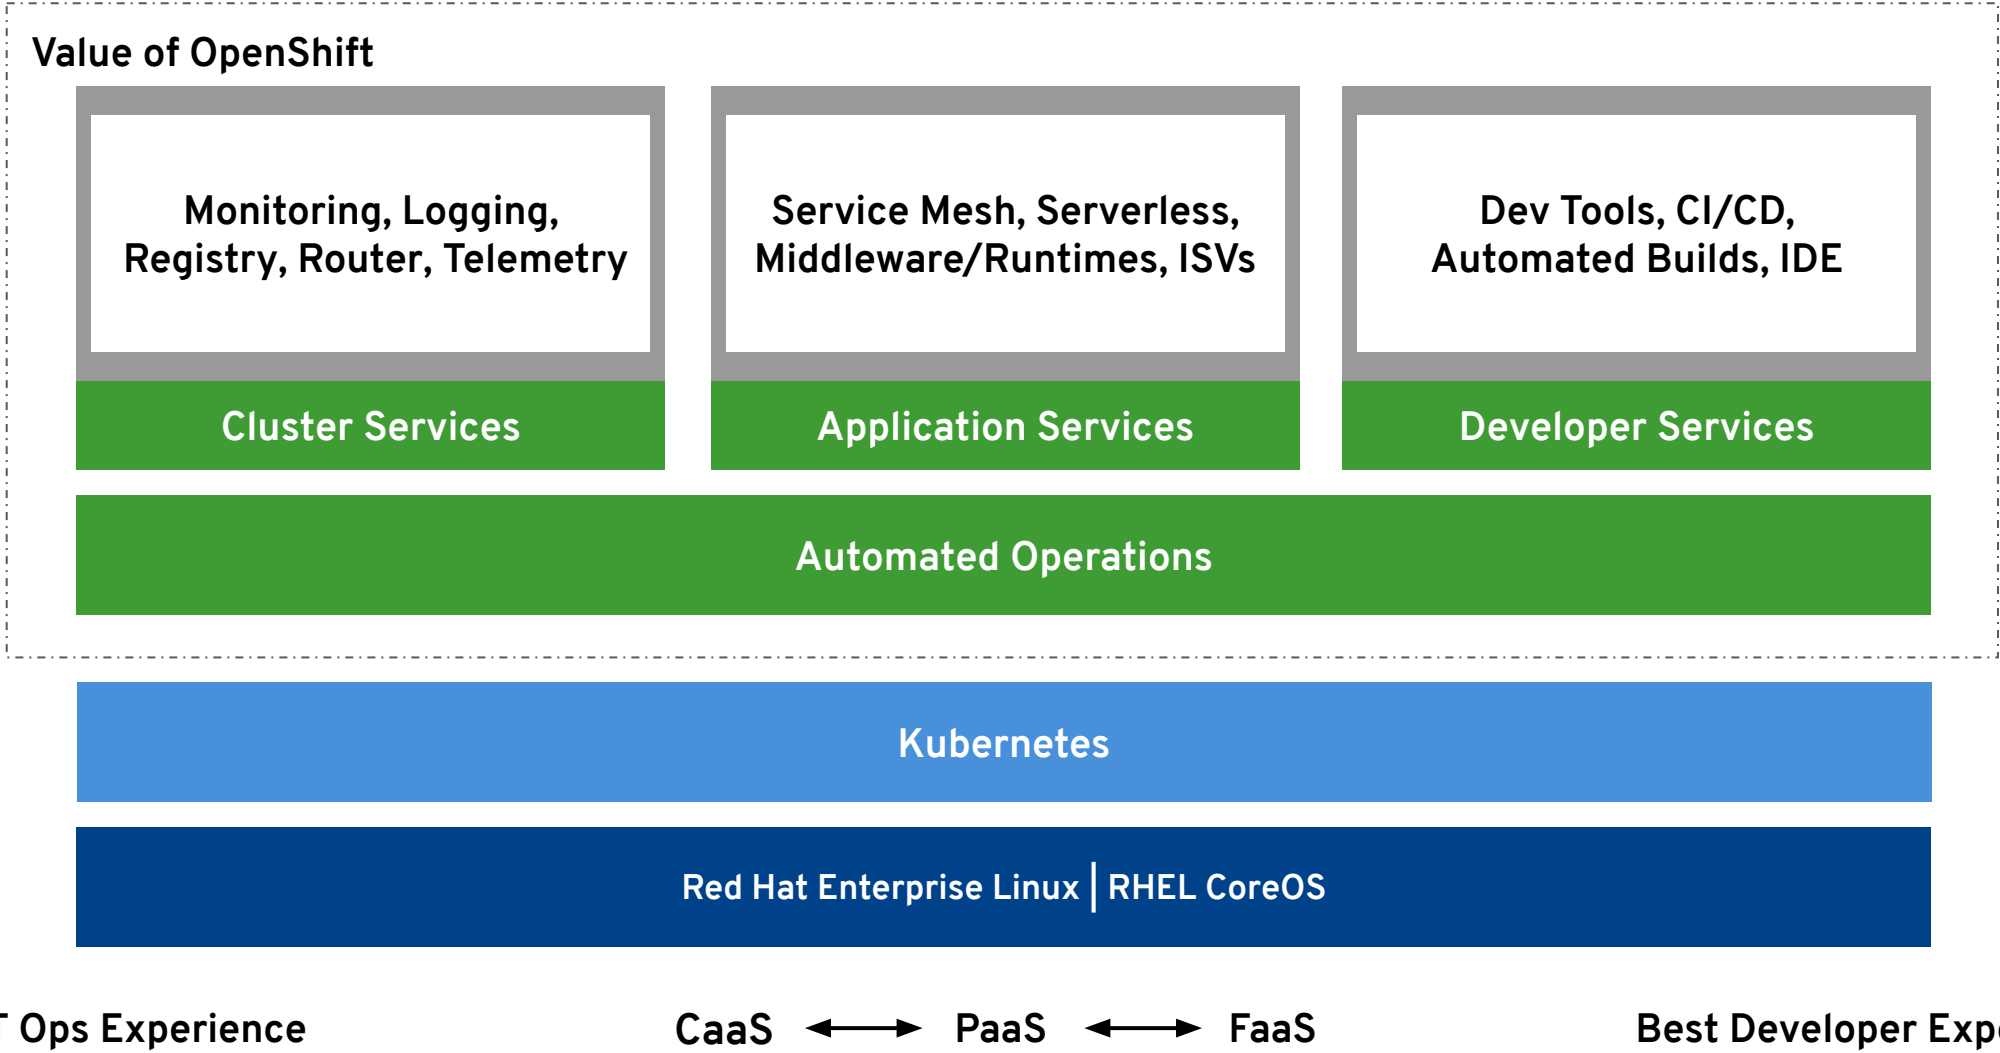 Value of OpenShift
Monitoring, Logging,
Registry, Router, Telemetry
Service Mesh, Serverless,
Middleware/Runtimes, ISVs
Dev Tools, CI/CD,
Automated Builds, IDE
Cluster Services
Application Services
Developer Services
Automated Operations
Kubernetes
Red Hat Enterprise Linux | RHEL CoreOS
Ops Experience
CaaS PaaS FaaS
Best Developer